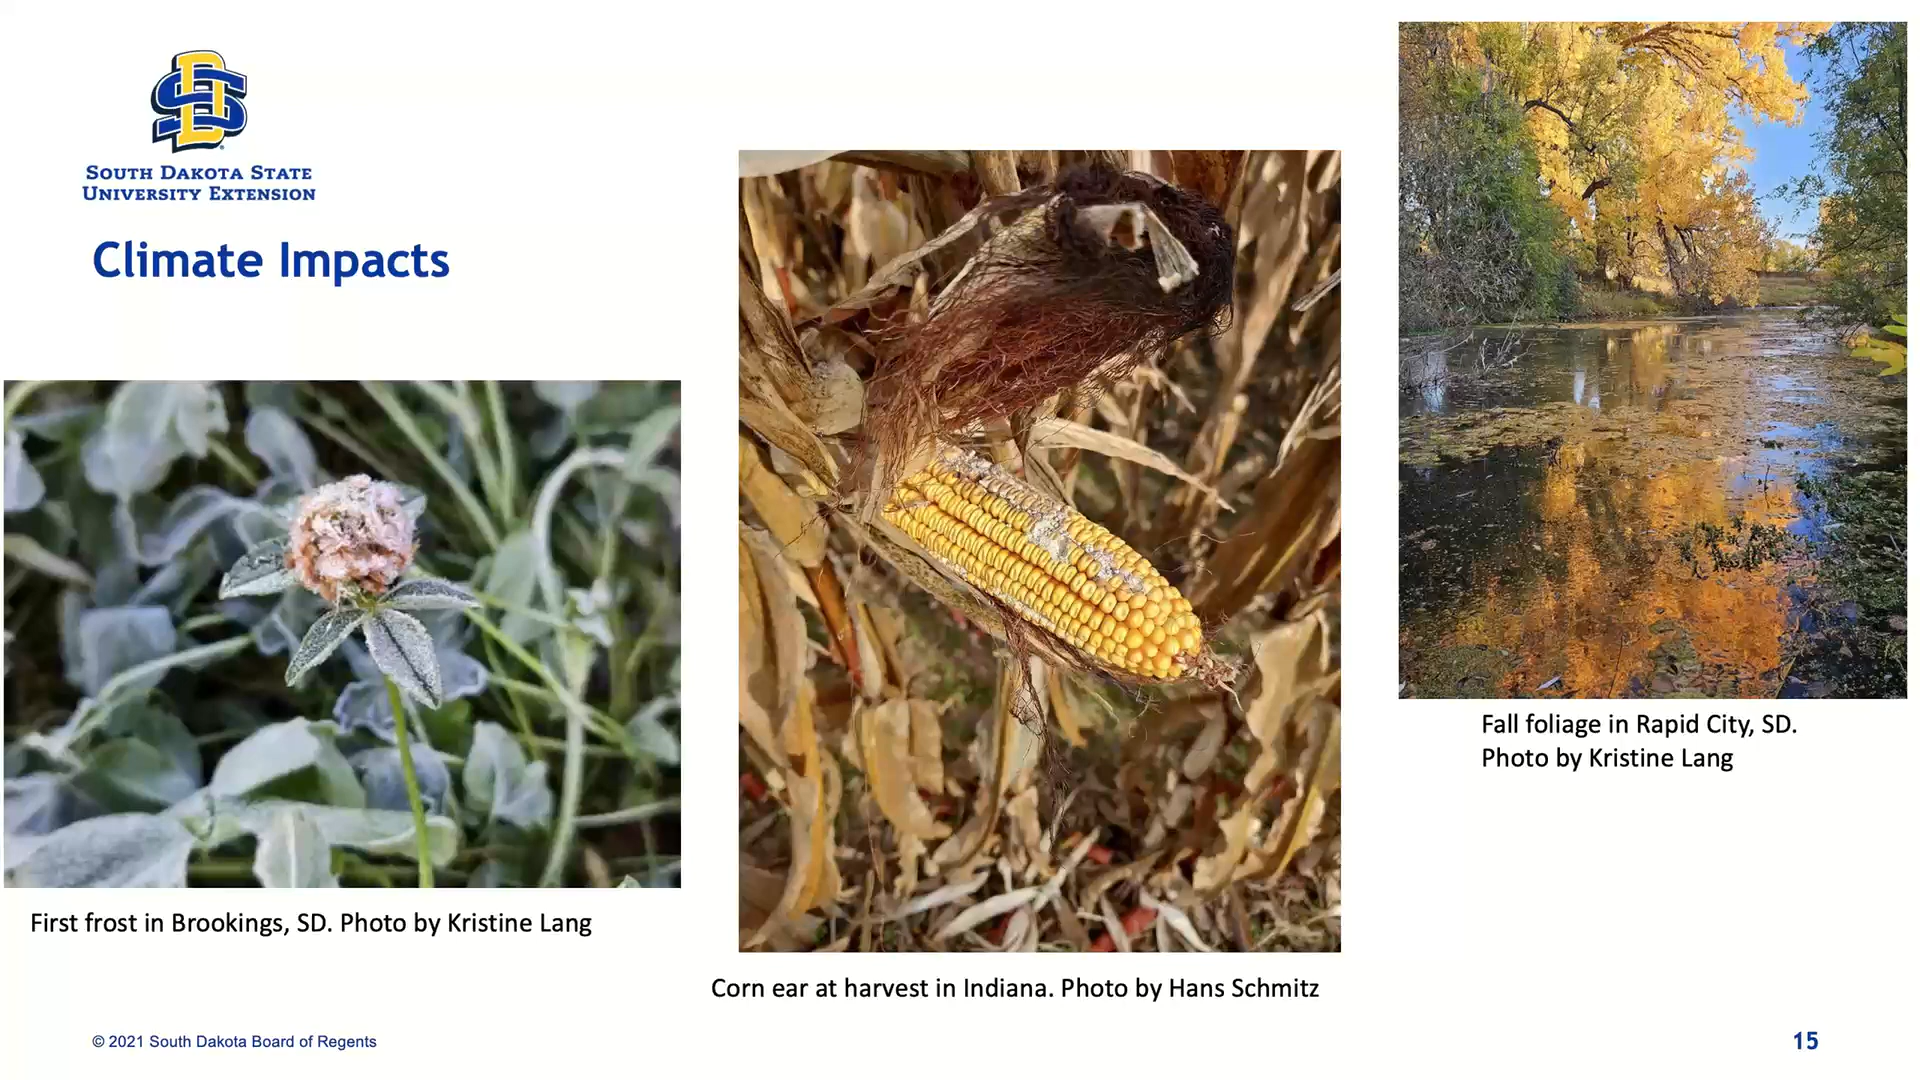 SOUTH DAKOTA STATE
UNIVERSITY EXTENSION
Climate Impacts
First frost in Brookings, SD. Photo by Kristine Lang
Corn ear at harvest in Indiana. Photo by Hans Schmitz
Fall foliage in Rapid City, SD.
Photo by Kristine Lang
© 2021 South Dakota Board of Regents
15